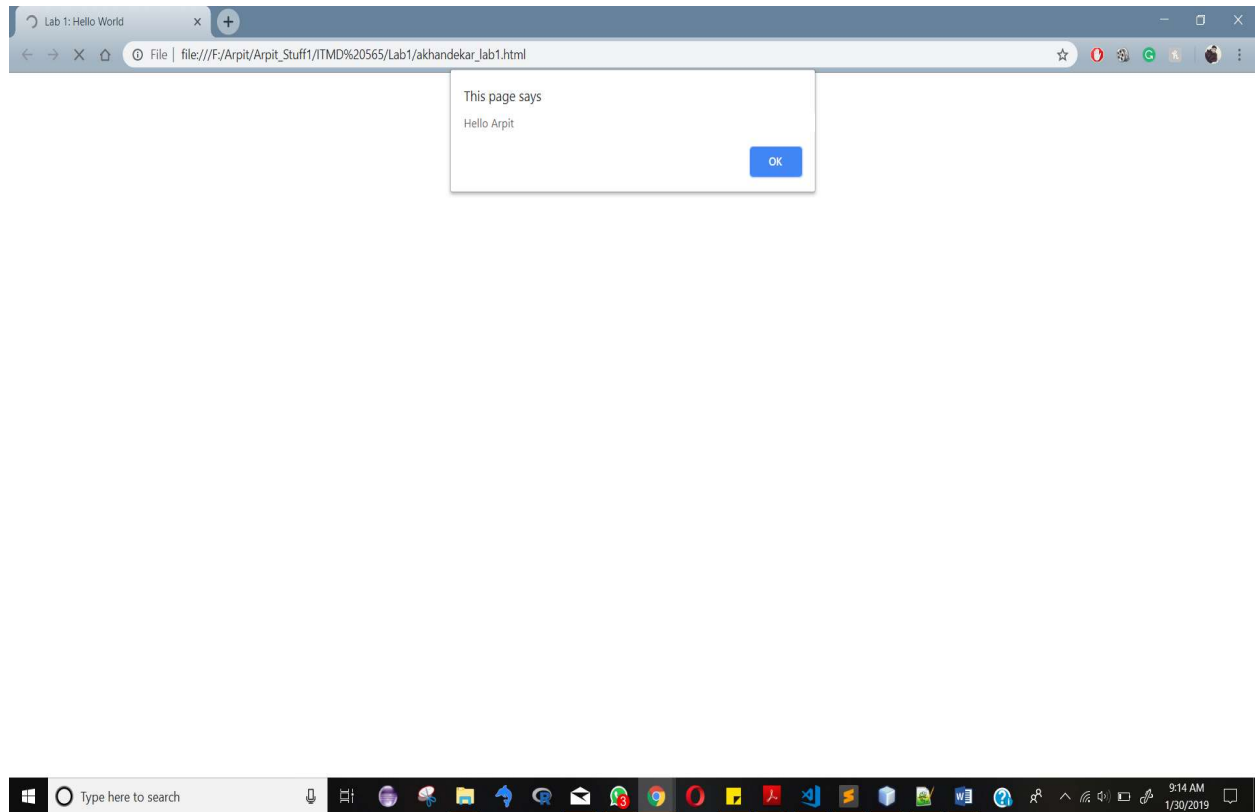 Lab 1: Hello World
File | file:///F:/Arpit/Arpit_Stuff1/ITMD%20565/Lab1/akhandekar_lab1.html
This page says
Hello Arpit
OK
Type here to search
9:14 AM
1/30/2019